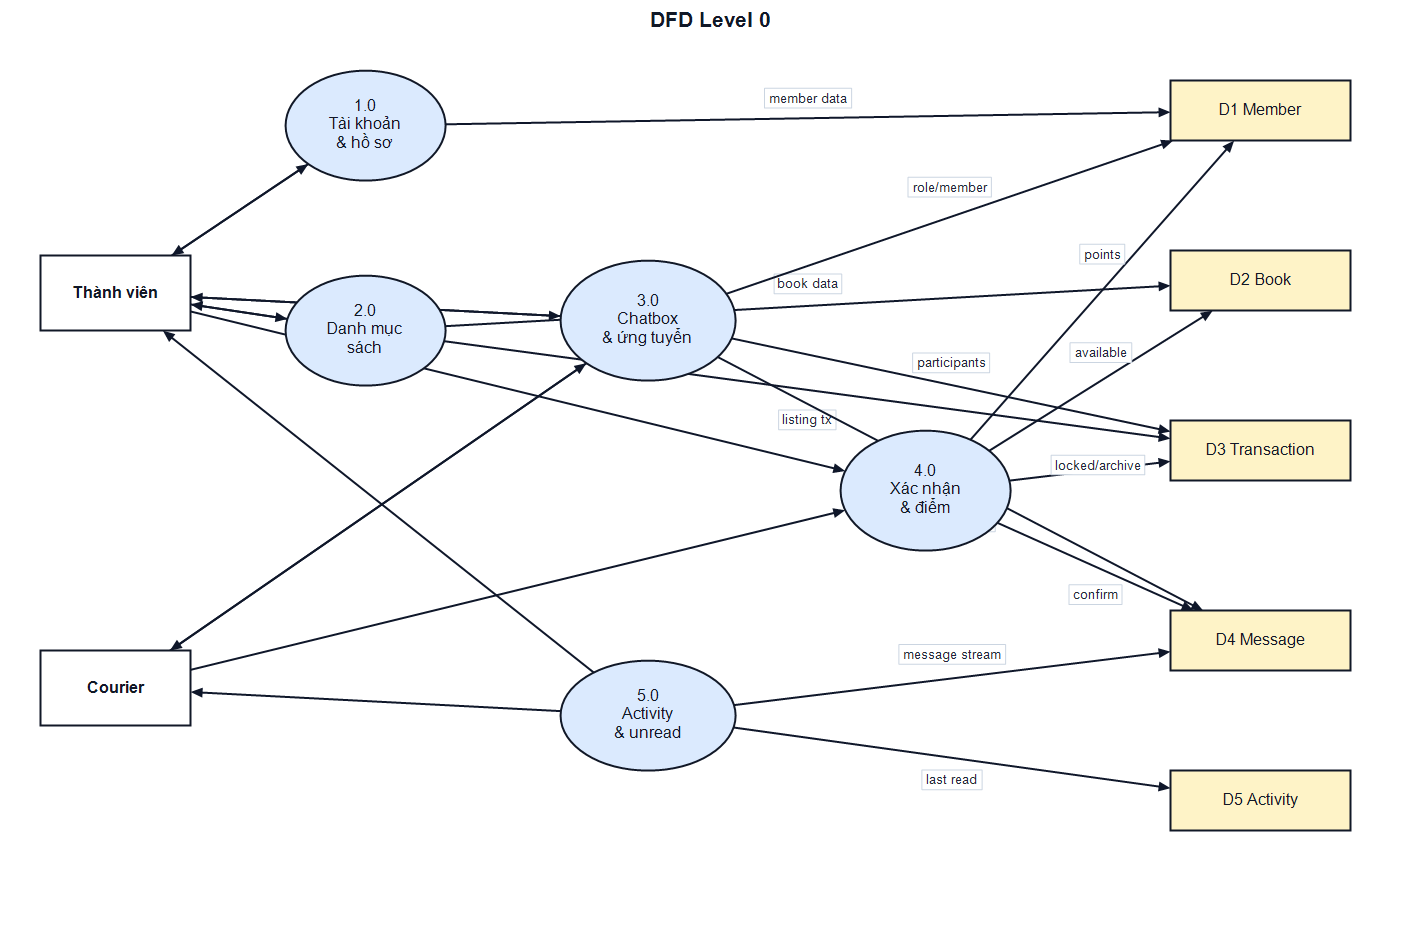 DFD Level 0
1.0
Tài khoản
& hồ sơ
member data
D1 Member
role/member
points
Thành viên
2.0
Danh mục
sách
3.0
Chatbox
& ứng tuyển
book data
D2 Book
available
participants
listing tx
4.0
Xác nhận
& điểm
locked/archive
D3 Transaction
confirm
D4 Message
message stream
Courier
5.0
Activity
& unread
last read
D5 Activity